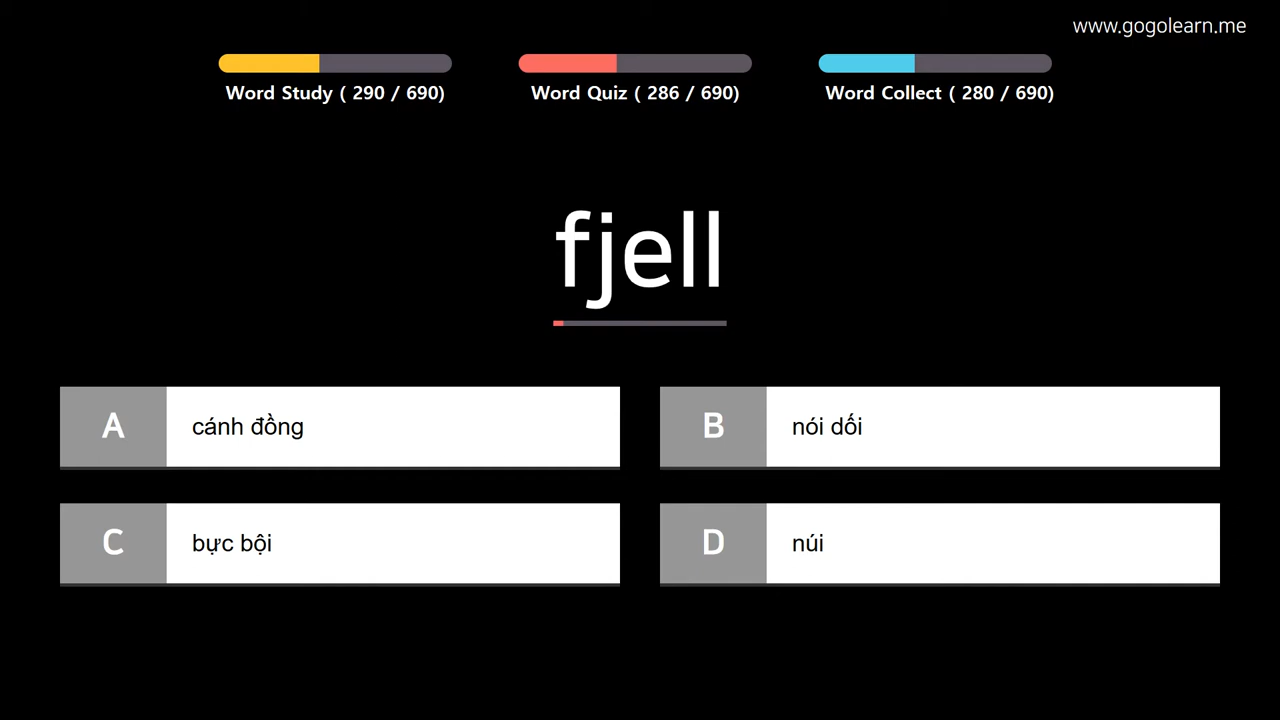 www.gogolearn.me
Word Study ( 290 / 690)
Word Quiz ( 286 / 690)
Word Collect ( 280 / 690)
fjell
A cánh đồng
B nói dối
C bực bội
D núi